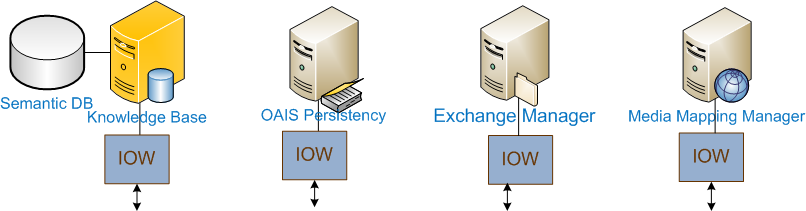 Semantic DB
Knowledge Base
OAIS Persistency
Exchange Manager
Media Mapping Manager
IOW
IOW
IOW
IOW